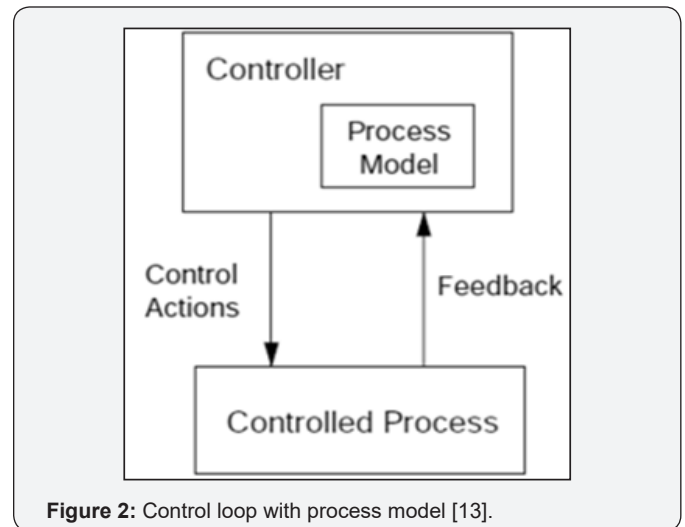 Controller
Process
Model
Control
Actions
Feedback
Controlled Process
Figure 2: Control loop with process model [13].